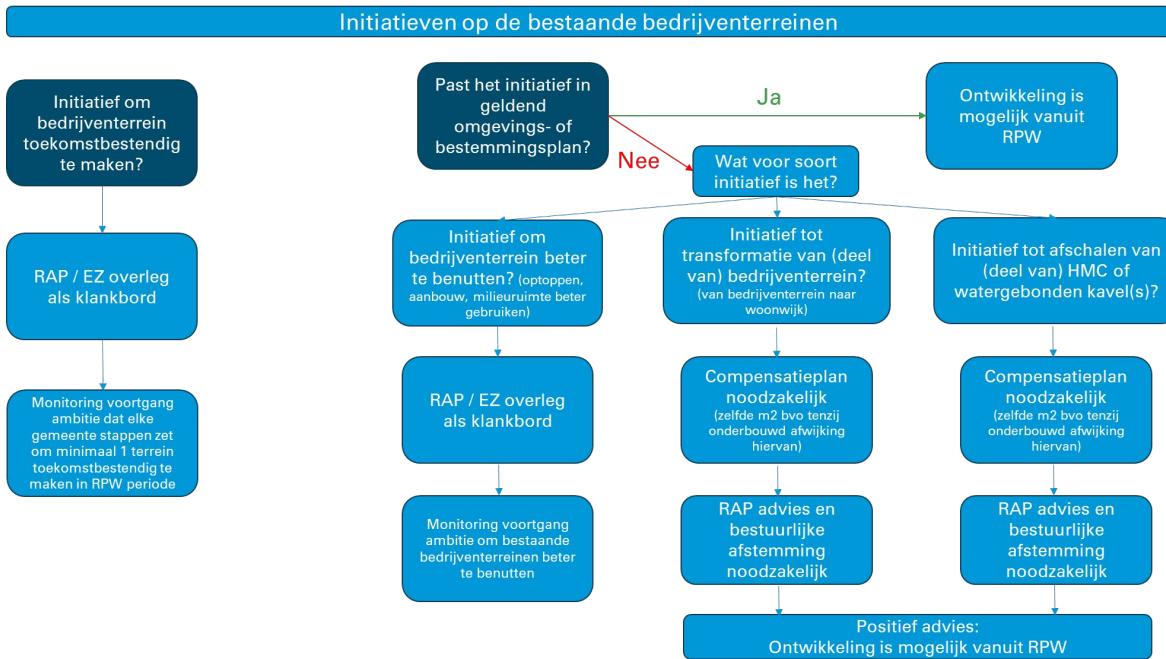 Initiatieven op de bestaande bedrijventerreinen
Initiatief om
bedrijventerrein
toekomstbestendig
te maken?
RAP / EZ overleg
als klankbord
Monitoring voortgang
ambitie dat elke
gemeente stappen zet
om minimaal 1 terrein
toekomstbestendig te
maken in RPW periode
Past het initiatief in
geldend
omgevings- of
bestemmingsplan?
Ja
Ontwikkeling is
mogelijk vanuit
RPW
Nee
Wat voor soort
initiatief is het?
Initiatief om
bedrijventerrein beter
te benutten? (optoppen,
aanbouw, milieuruimte beter
gebruiken)
Initiatief tot
transformatie van (deel
van) bedrijventerrein?
(van bedrijventerrein naar
woonwijk)
Initiatief tot afschalen van
(deel van) HMC of
watergebonden kavel(s)?
RAP / EZ overleg
als klankbord
Compensatieplan
noodzakelijk
(zelfde m2 bvo tenzij
onderbouwd afwijking
hiervan)
Compensatieplan
noodzakelijk
(zelfde m2 bvo tenzij
onderbouwd afwijking
hiervan)
Monitoring voortgang
ambitie om bestaande
bedrijventerreinen beter
te benutten
RAP advies en
bestuurlijke
afstemming
noodzakelijk
RAP advies en
bestuurlijke
afstemming
noodzakelijk
Positief advies:
Ontwikkeling is mogelijk vanuit RPW